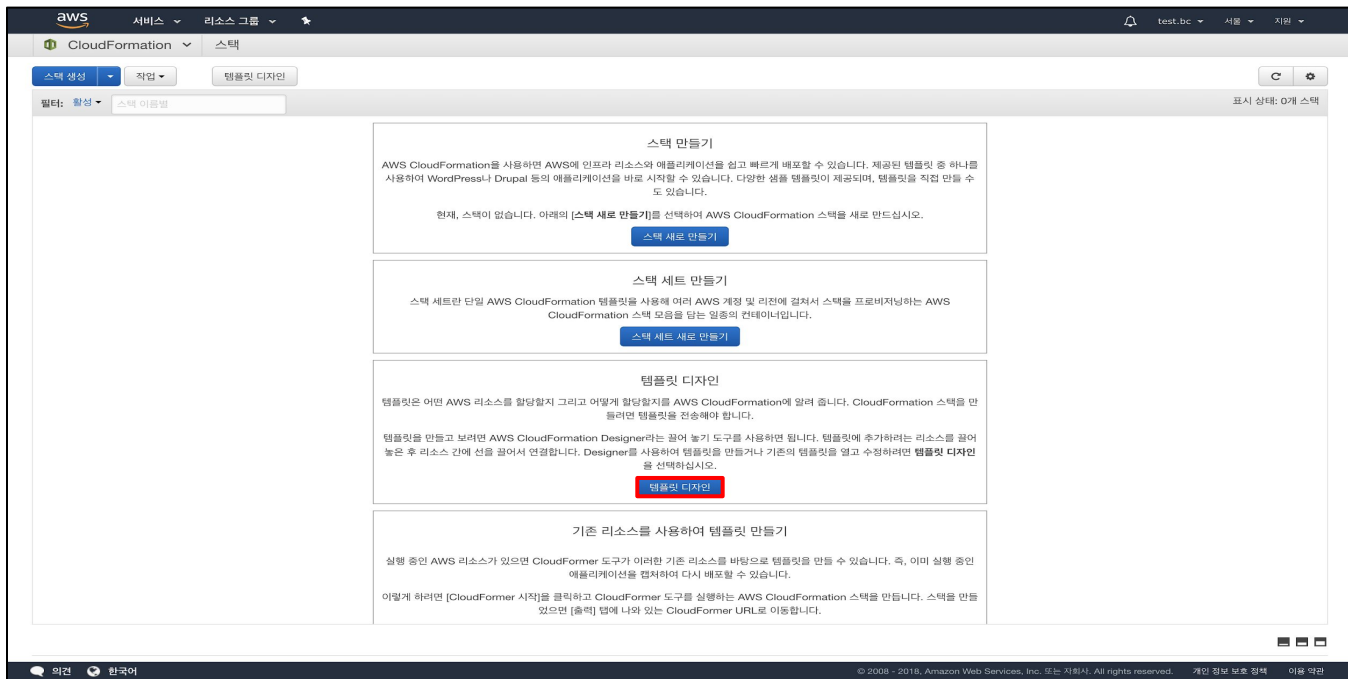 aws 서비스 리소스 그룹 test.bc 서울 지원
CloudFormation 스택
스택 생성 작업 템플릿 디자인
필터: 활성 스택 이름별 표시 상태: 0개 스택
스택 만들기
AWS CloudFormation을 사용하면 AWS에 인프라 리소스와 애플리케이션을 쉽고 빠르게 배포할 수 있습니다. 제공된 템플릿 중 하나를
사용하여 WordPress나 Drupal 등의 애플리케이션을 바로 시작할 수 있습니다. 다양한 샘플 템플릿이 제공되며, 템플릿을 직접 만들 수
도 있습니다.
현재, 스택이 없습니다. 아래의 [스택 새로 만들기]를 선택하여 AWS CloudFormation 스택을 새로 만드십시오.
스택 새로 만들기
스택 세트 만들기
스택 세트란 단일 AWS CloudFormation 템플릿을 사용해 여러 AWS 계정 및 리전에 걸쳐서 스택을 프로비저닝하는 AWS
CloudFormation 스택 모음을 담는 일종의 컨테이너입니다.
스택 세트 새로 만들기
템플릿 디자인
템플릿은 어떤 AWS 리소스를 할당할지 그리고 어떻게 할당할지를 AWS CloudFormation에 알려 줍니다. CloudFormation 스택을 만
들려면 템플릿을 전송해야 합니다.
템플릿을 만들고 보려면 AWS CloudFormation Designer라는 끌어 놓기 도구를 사용하면 됩니다. 템플릿에 추가하려는 리소스를 끌어
놓은 후 리소스 간에 선을 끌어서 연결합니다. Designer를 사용하여 템플릿을 만들거나 기존의 템플릿을 열고 수정하려면 템플릿 디자인
을 선택하십시오.
템플릿 디자인
기존 리소스를 사용하여 템플릿 만들기
실행 중인 AWS 리소스가 있으면 CloudFormer 도구가 이러한 기존 리소스를 바탕으로 템플릿을 만들 수 있습니다. 즉, 이미 실행 중인
애플리케이션을 캡처하여 다시 배포할 수 있습니다.
이렇게 하려면 [CloudFormer 시작]을 클릭하고 CloudFormer 도구를 실행하는 AWS CloudFormation 스택을 만듭니다. 스택을 만들
었으면 [출력] 탭에 나와 있는 CloudFormer URL로 이동합니다.
의견 한국어 © 2008 - 2018, Amazon Web Services, Inc. 또는 자회사. All rights reserved. 개인 정보 보호 정책 이용 약관